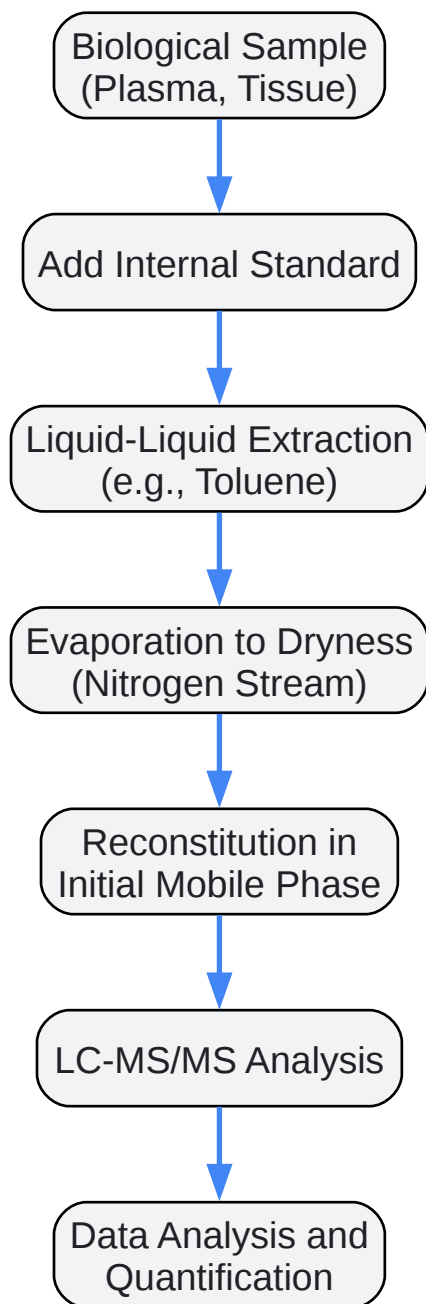 Biological Sample
(Plasma, Tissue)
Add Internal Standard
Liquid-Liquid Extraction
(e.g., Toluene)
Evaporation to Dryness
(Nitrogen Stream)
Reconstitution in
Initial Mobile Phase
LC-MS/MS Analysis
Data Analysis and
Quantification